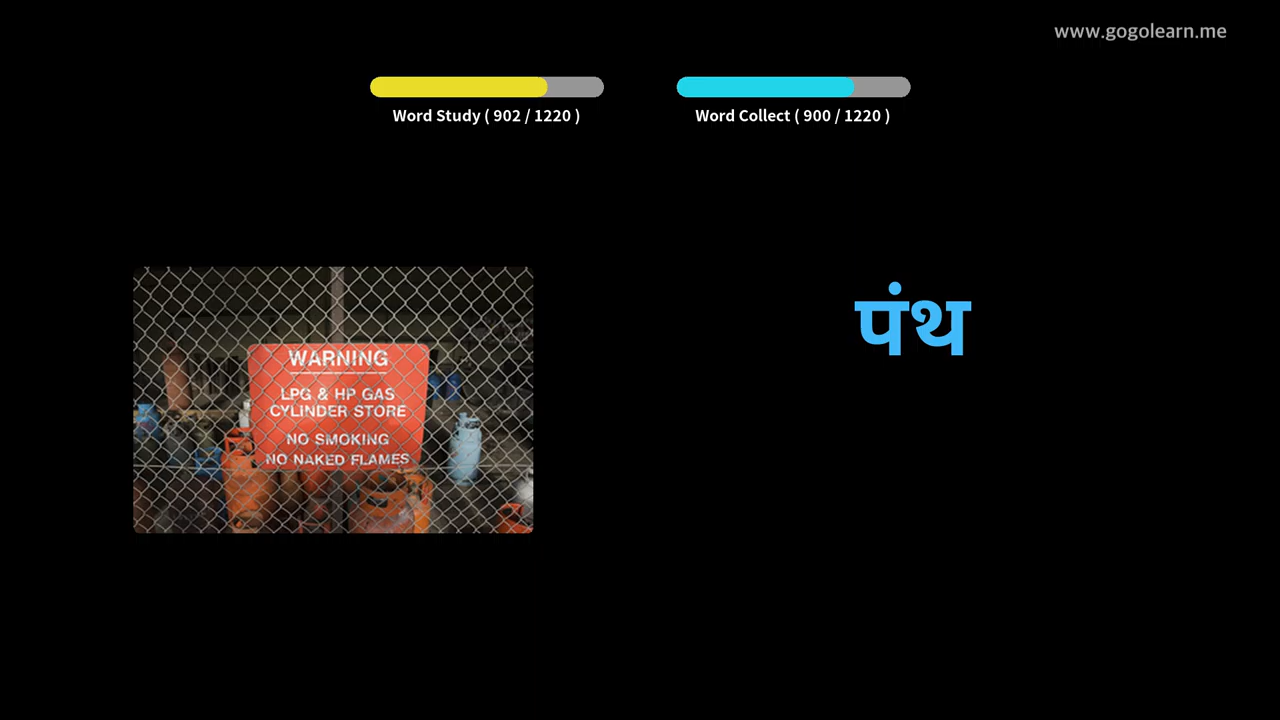 www.gogolearn.me
Word Study ( 902 / 1220 )
Word Collect ( 900 / 1220 )
WARNING
LPG & HP GAS
CYLINDER STORE
NO SMOKING
NO NAKED FLAMES
पंथ